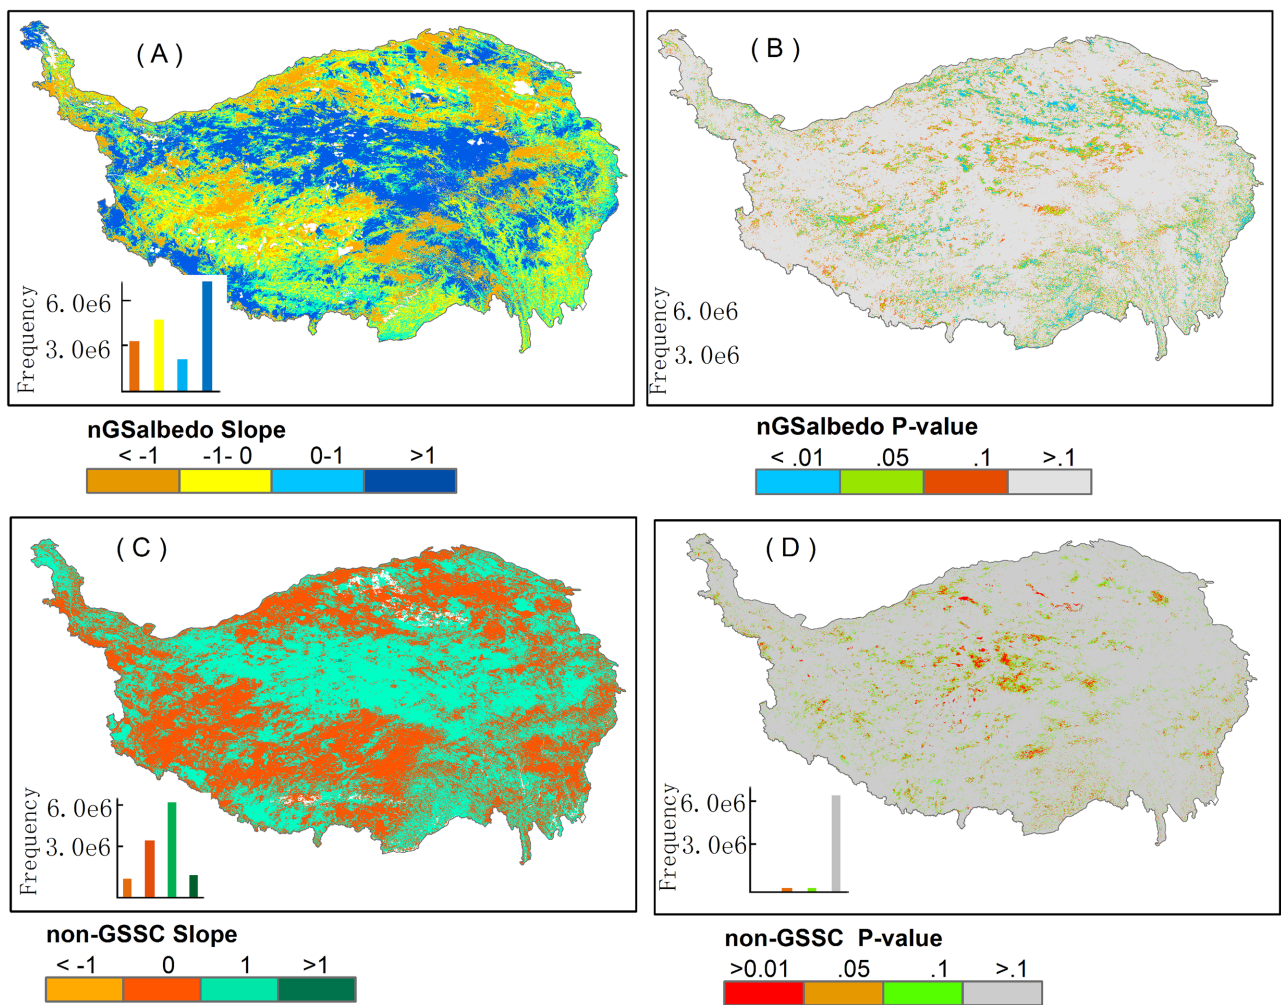 ( A )
Frequency
6. 0e6
3. 0e6
nGSalbedo Slope
< -1 -1- 0 0-1 >1
( B )
Frequency
6. 0e6
3. 0e6
nGSalbedo P-value
< .01 .05 .1 >.1
( C )
Frequency
6. 0e6
3. 0e6
non-GSSC Slope
< -1 0 1 >1
( D )
Frequency
6. 0e6
3. 0e6
non-GSSC P-value
>0.01 .05 .1 >.1